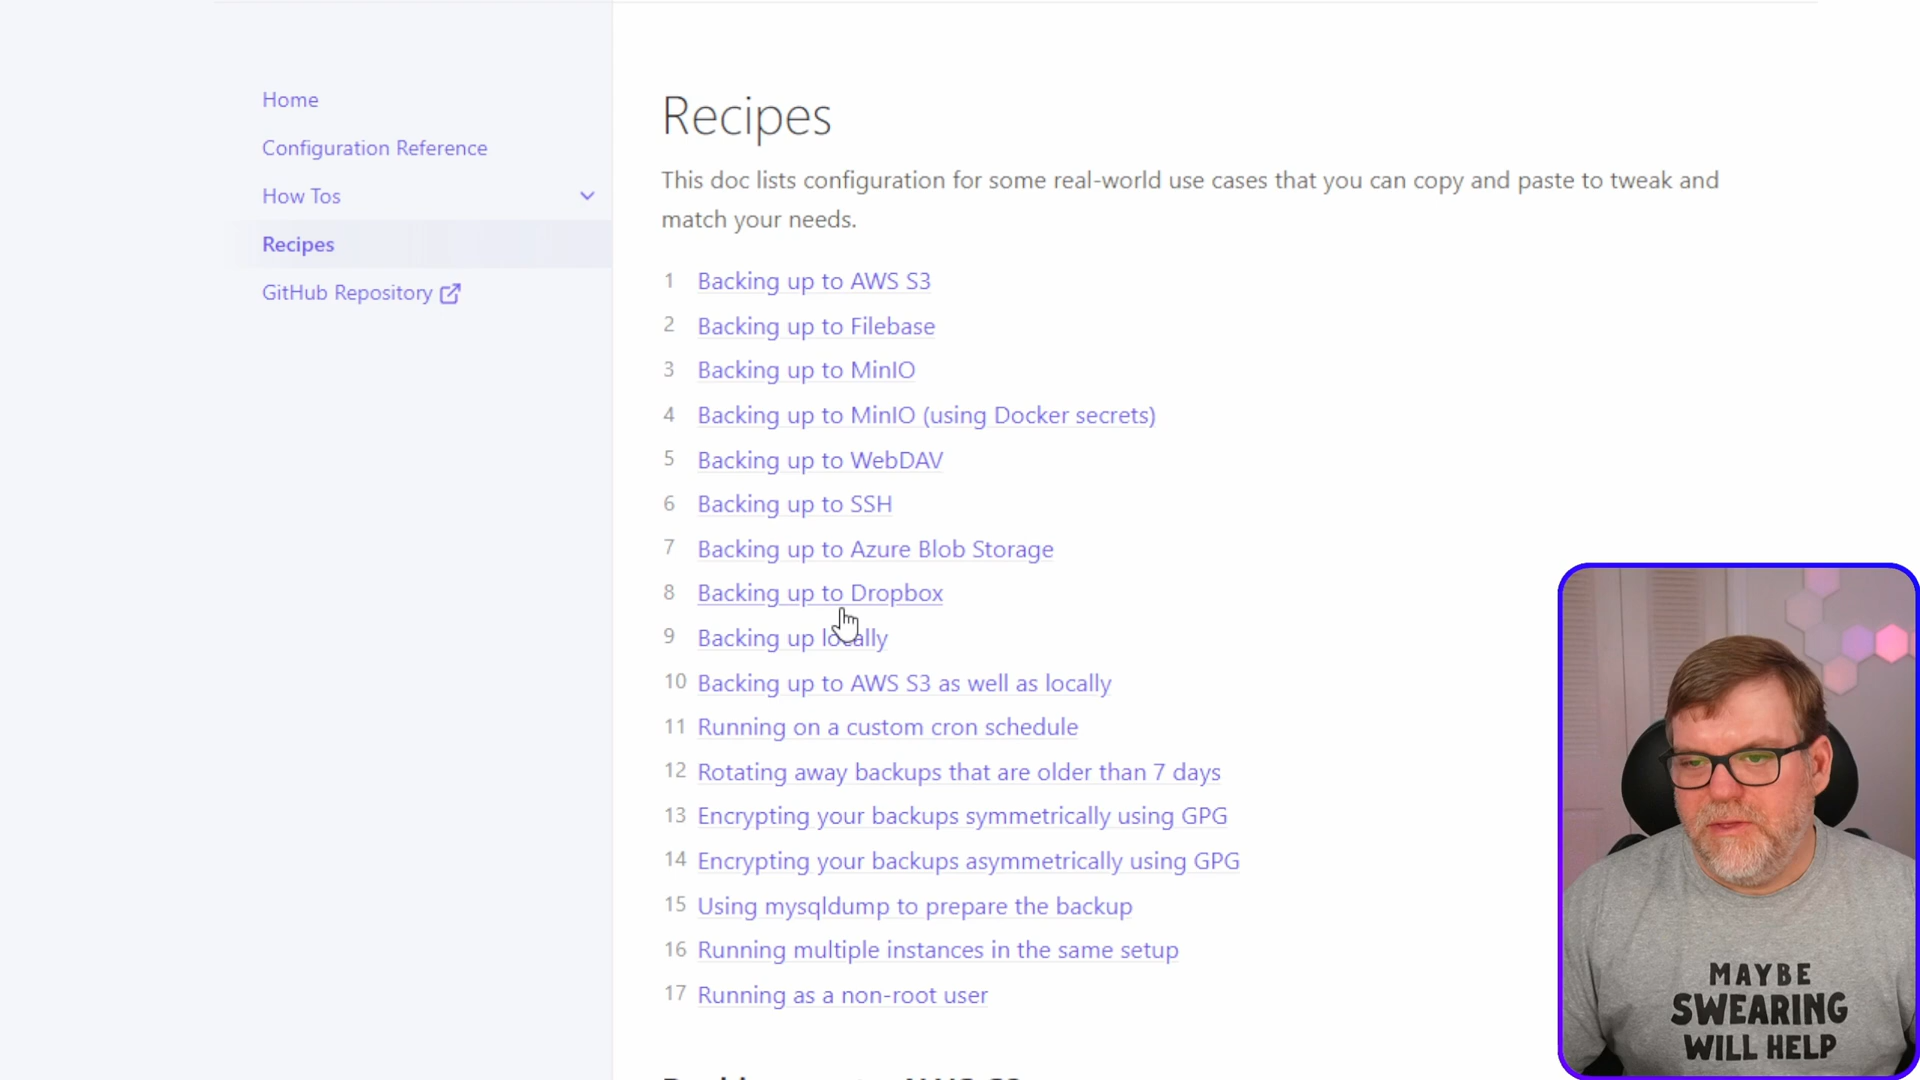 Home
Configuration Reference
How Tos
Recipes
GitHub Repository
Recipes
This doc lists configuration for some real-world use cases that you can copy and paste to tweak and
match your needs.
1 Backing up to AWS S3
2 Backing up to Filebase
3 Backing up to MinIO
4 Backing up to MinIO (using Docker secrets)
5 Backing up to WebDAV
6 Backing up to SSH
7 Backing up to Azure Blob Storage
8 Backing up to Dropbox
9 Backing up locally
10 Backing up to AWS S3 as well as locally
11 Running on a custom cron schedule
12 Rotating away backups that are older than 7 days
13 Encrypting your backups symmetrically using GPG
14 Encrypting your backups asymmetrically using GPG
15 Using mysqldump to prepare the backup
16 Running multiple instances in the same setup
17 Running as a non-root user
MAYBE
SWEARING
WILL HELP